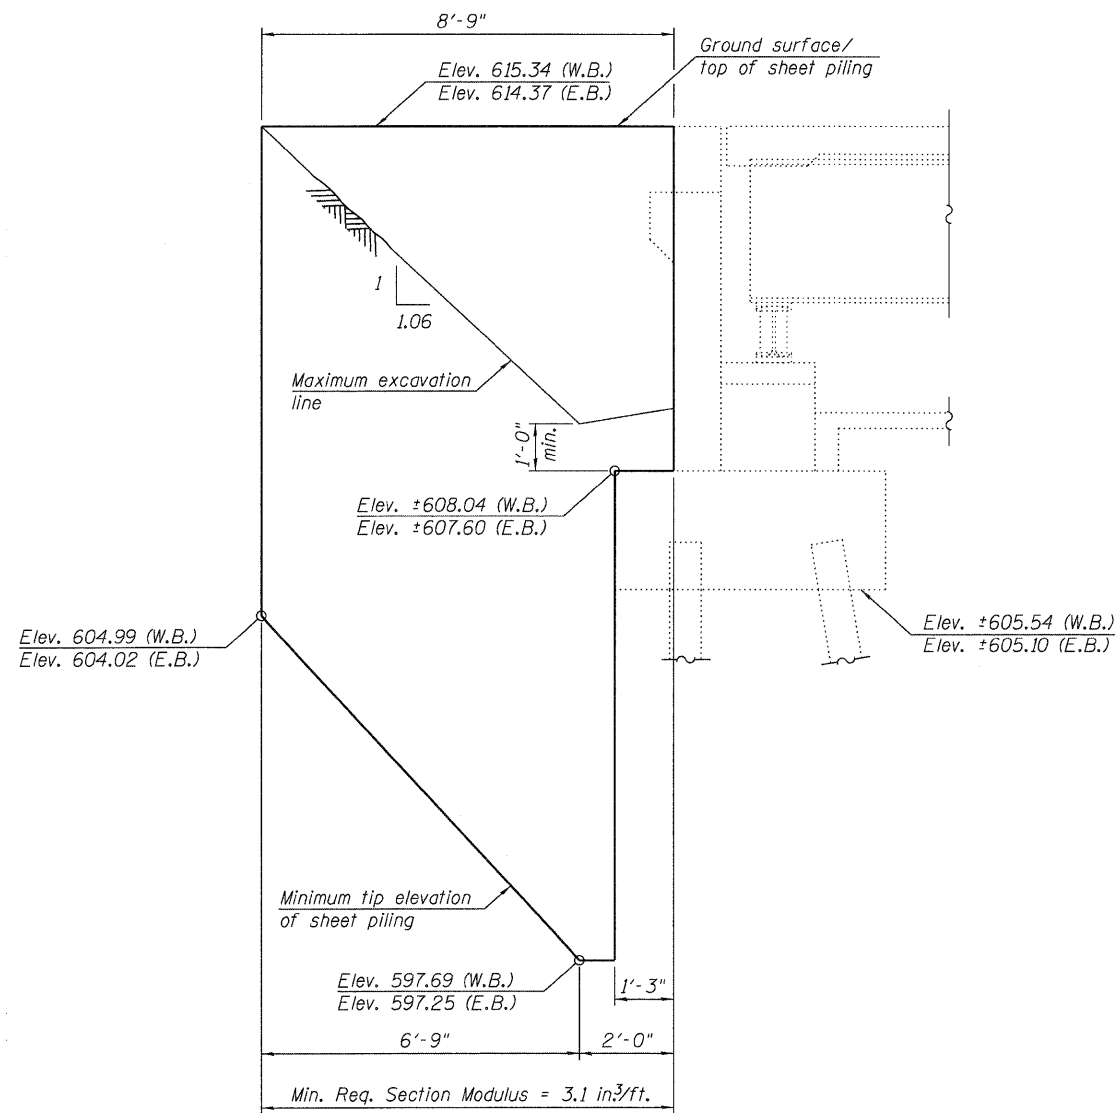 8'-9"
Ground surface/
top of sheet piling
Elev. 615.34 (W.B.)
Elev. 614.37 (E.B.)
1
1.06
Maximum excavation
line
1'-0"
min.
Elev. ±608.04 (W.B.)
Elev. ±607.60 (E.B.)
Elev. 604.99 (W.B.)
Elev. 604.02 (E.B.)
Elev. ±605.54 (W.B.)
Elev. ±605.10 (E.B.)
Minimum tip elevation
of sheet piling
Elev. 597.69 (W.B.)
Elev. 597.25 (E.B.)
1'-3"
6'-9"
2'-0"
Min. Req. Section Modulus = 3.1 in.³/ft.